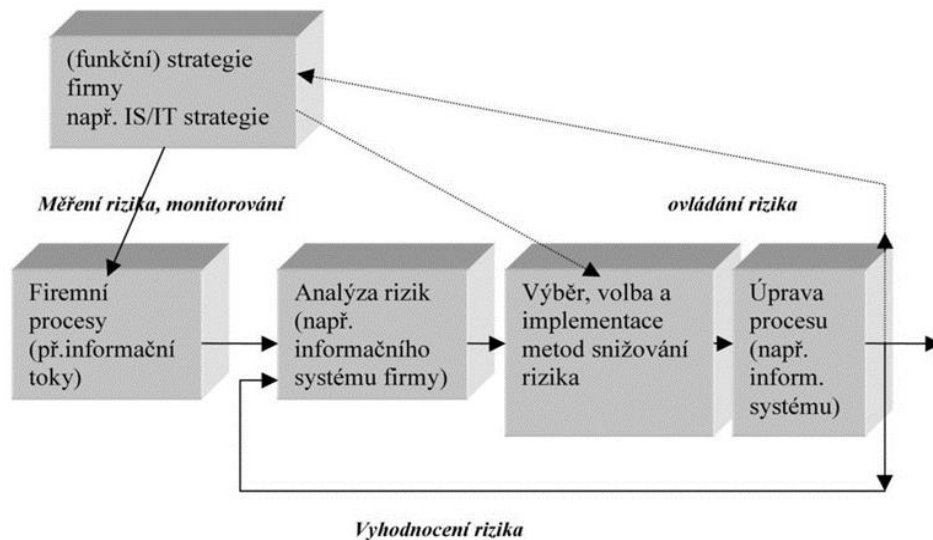 (funkční) strategie
firmy
např. IS/IT strategie
Měření rizika, monitorování
ovládání rizika
Firemní
procesy
(př.informační
toky)
Analýza rizik
(např.
informačního
systému firmy)
Výběr, volba a
implementace
metod snižování
rizika
Úprava
procesu
(např.
inform.
systému)
Vyhodnocení rizika